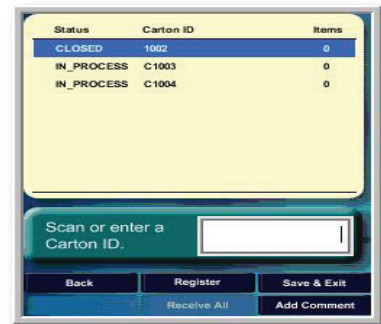 Status Carton ID Items
CLOSED 1002 0
IN_PROCESS C1003 0
IN_PROCESS C1004 0
Scan or enter a
Carton ID.
Back Register Save & Exit
Receive All Add Comment